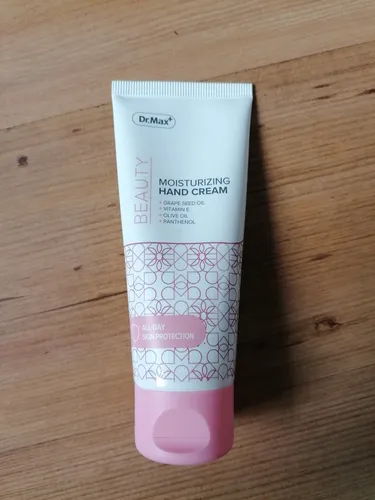 Dr.Max+
BEAUTY
MOISTURIZING
HAND CREAM
+ GRAPE SEED OIL
+ VITAMIN E
+ OLIVE OIL
+ PANTHENOL
ALL-DAY
SKIN PROTECTION